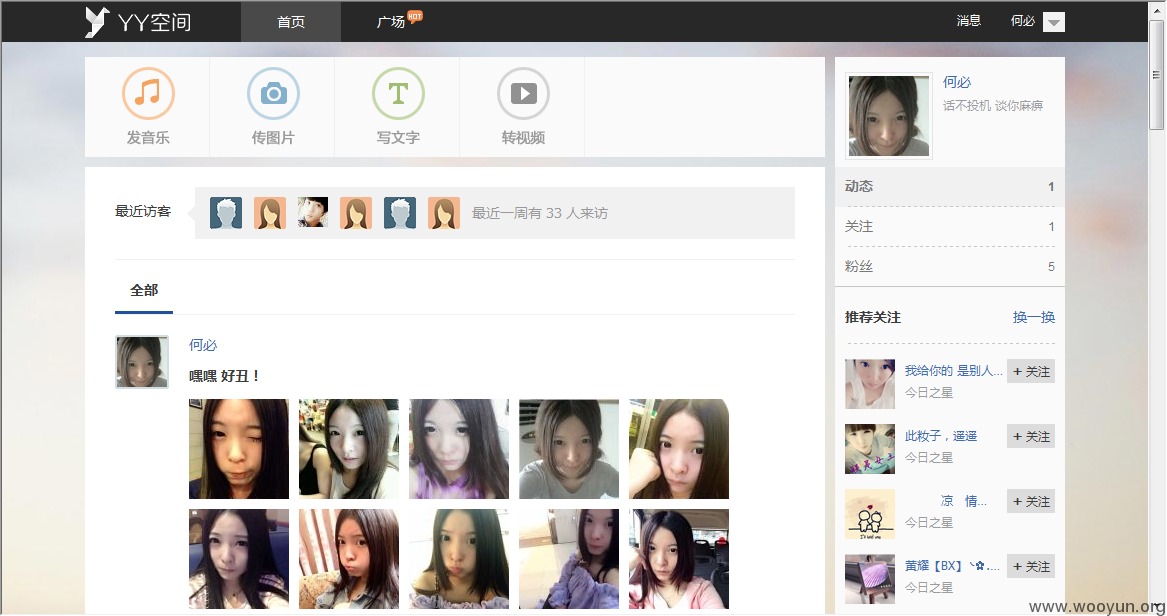 YY空间 首页 广场 HOT 消息 何必
发音乐 传图片 写文字 转视频
何必
话不投机 谈你麻痹
动态 1
关注 1
粉丝 5
最近访客 最近一周有 33 人来访
全部
何必
嘿嘿 好丑！
推荐关注 换一换
我给你的 是别人... + 关注
今日之星
此籹子，遥遥 + 关注
今日之星
凉 情... + 关注
今日之星
黄耀【BX】丶✿.... + 关注
今日之星
www.wooyun.org